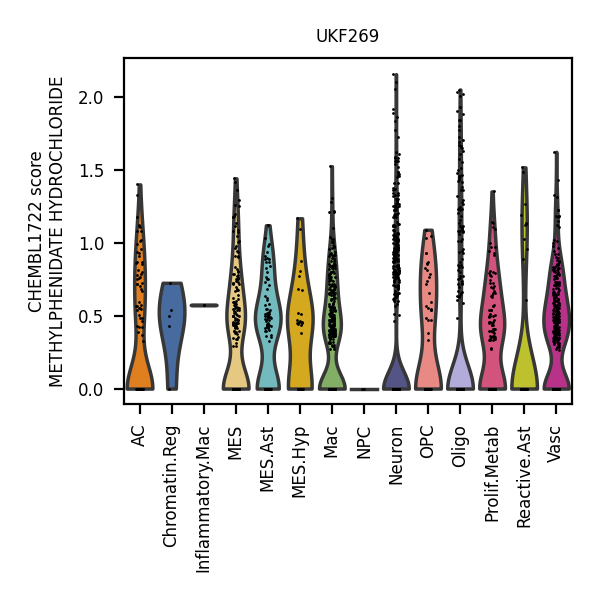 UKF269
CHEMBL1722 score
METHYLPHENIDATE HYDROCHLORIDE
2.0
1.5
1.0
0.5
0.0
AC
Chromatin.Reg
Inflammatory.Mac
MES
MES.Ast
MES.Hyp
Mac
NPC
Neuron
OPC
Oligo
Prolif.Metab
Reactive.Ast
Vasc